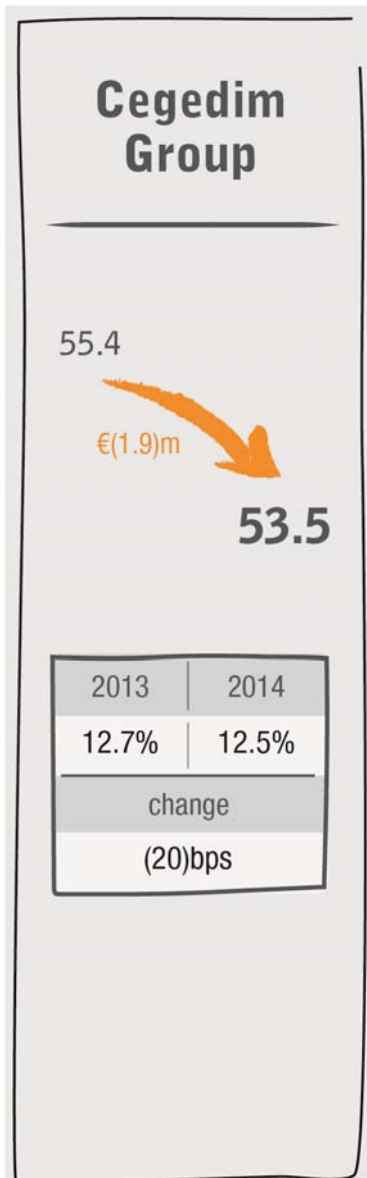 Cegedim
Group
55.4
€(1.9)m
53.5
2013 2014
12.7% 12.5%
change
(20)bps